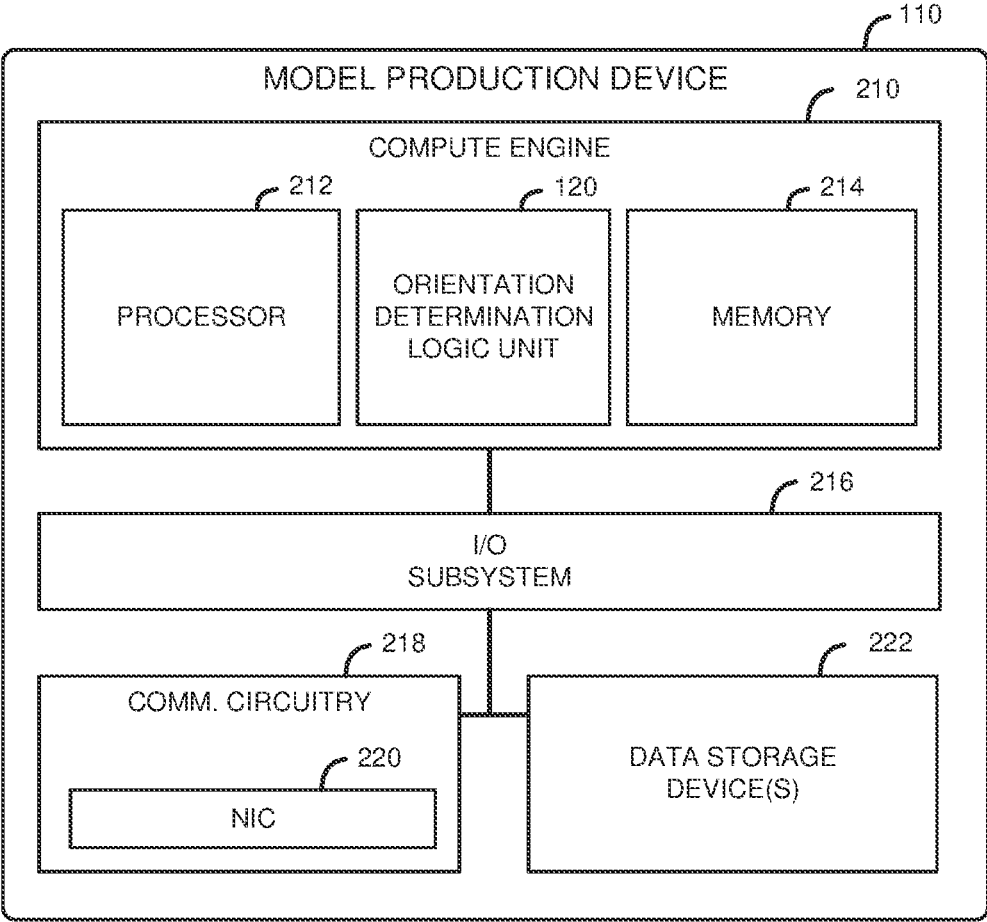 110
MODEL PRODUCTION DEVICE
210
COMPUTE ENGINE
212
120
214
PROCESSOR
ORIENTATION
DETERMINATION
LOGIC UNIT
MEMORY
216
I/O
SUBSYSTEM
218
222
COMM. CIRCUITRY
220
NIC
DATA STORAGE
DEVICE(S)